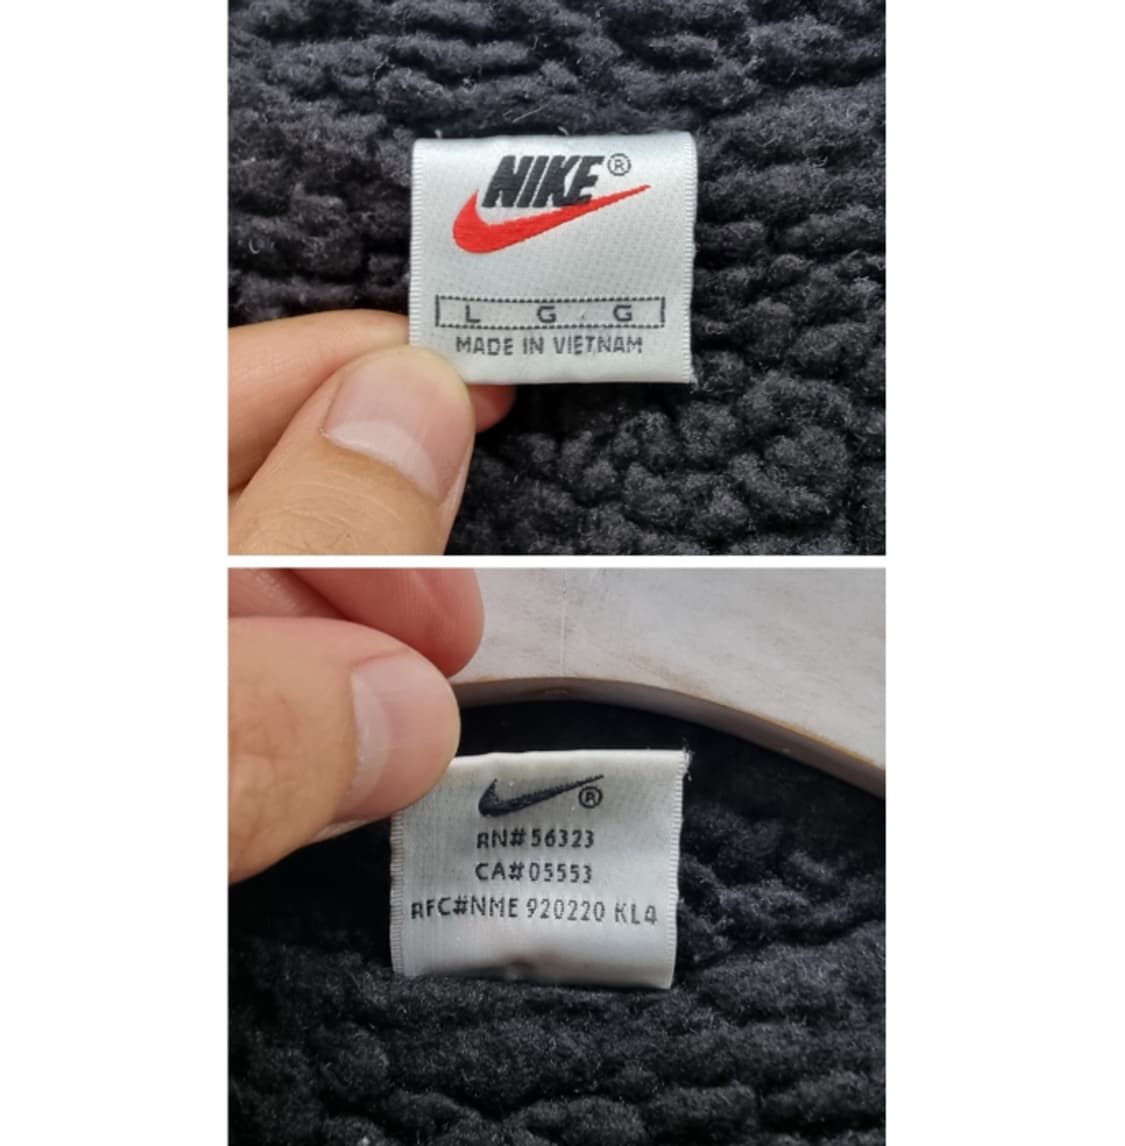 NIKE®
L G G
MADE IN VIETNAM
®
RN# 56323
CA# 05553
RFC#NME 920220 KL4